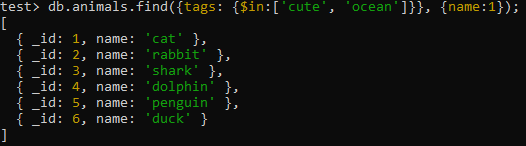 test> db.animals.find({tags: {$in:['cute', 'ocean']}}, {name:1});
[
  { _id: 1, name: 'cat' },
  { _id: 2, name: 'rabbit' },
  { _id: 3, name: 'shark' },
  { _id: 4, name: 'dolphin' },
  { _id: 5, name: 'penguin' },
  { _id: 6, name: 'duck' }
]